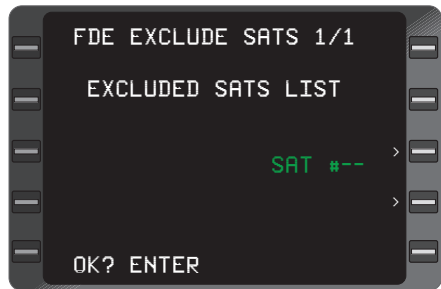 FDE EXCLUDE SATS 1/1
EXCLUDED SATS LIST
SAT #-- >
>
OK? ENTER